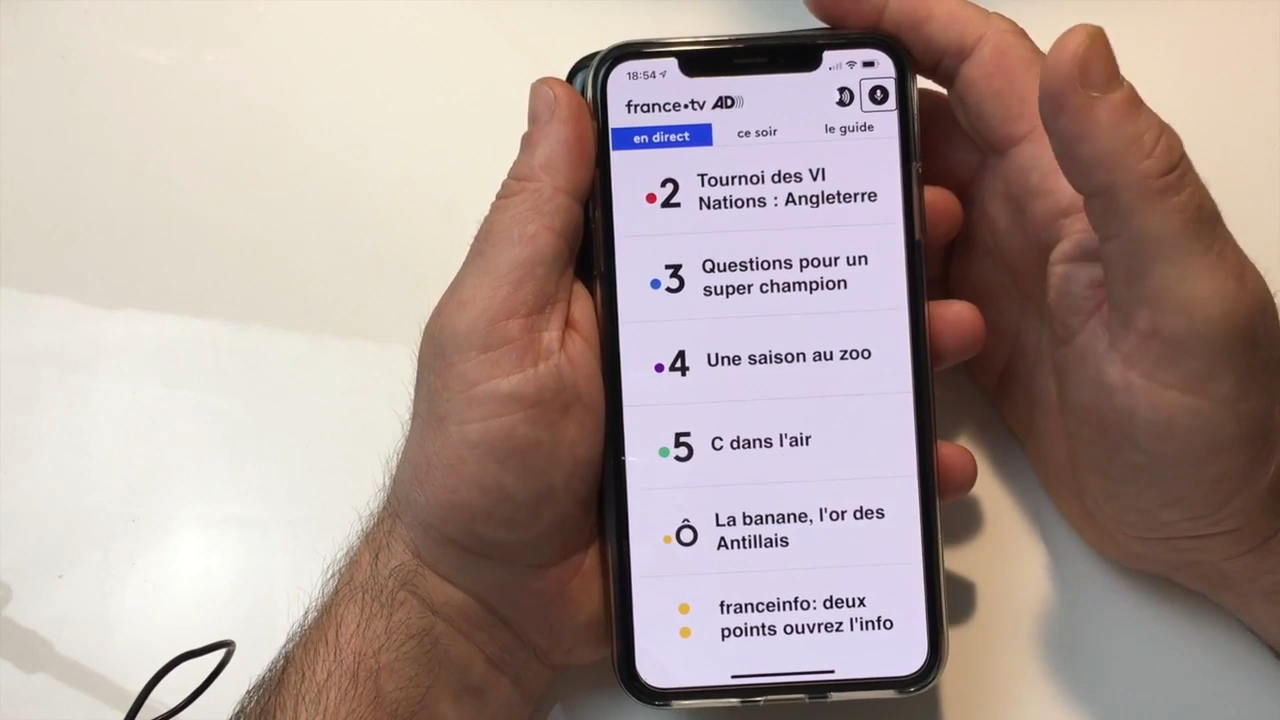 18:54
france•tv AD)))
en direct ce soir le guide
•2 Tournoi des VI
Nations : Angleterre
•3 Questions pour un
super champion
•4 Une saison au zoo
•5 C dans l'air
•Ô La banane, l'or des
Antillais
franceinfo: deux
points ouvrez l'info